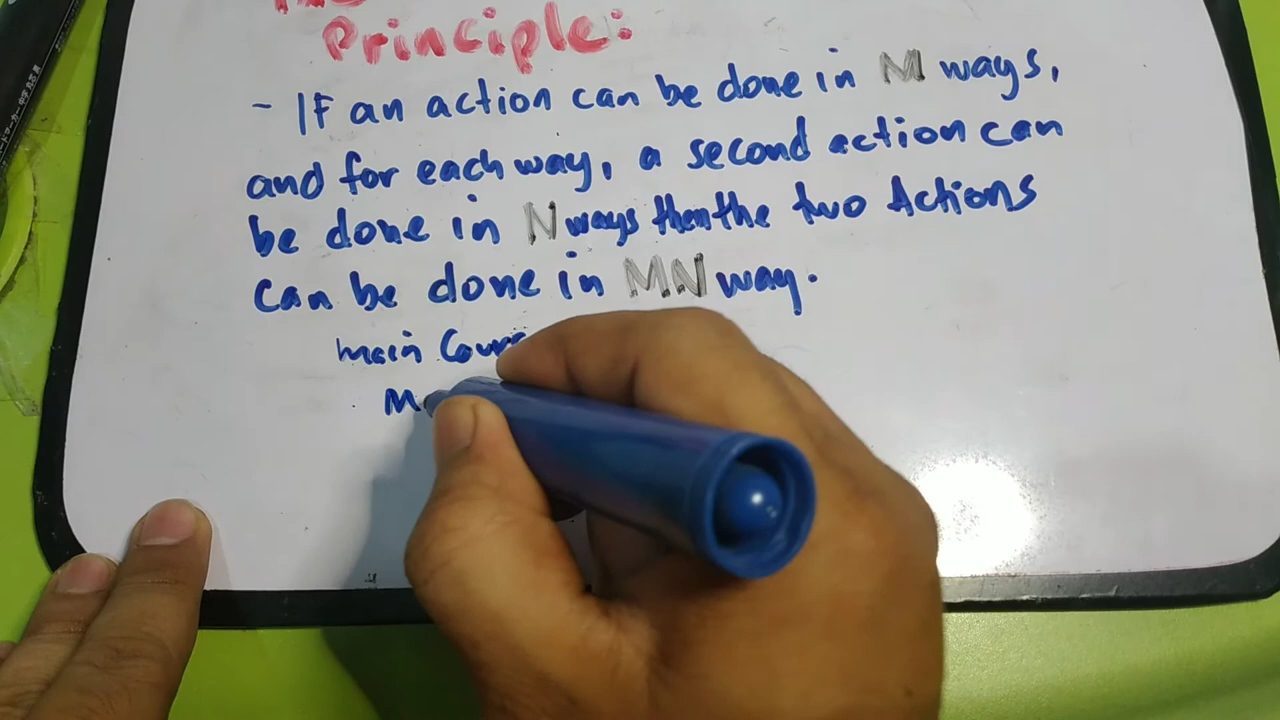 Principle:
- If an action can be done in M ways,
and for each way, a second action can
be done in N ways then the two Actions
can be done in MN way.
main
M